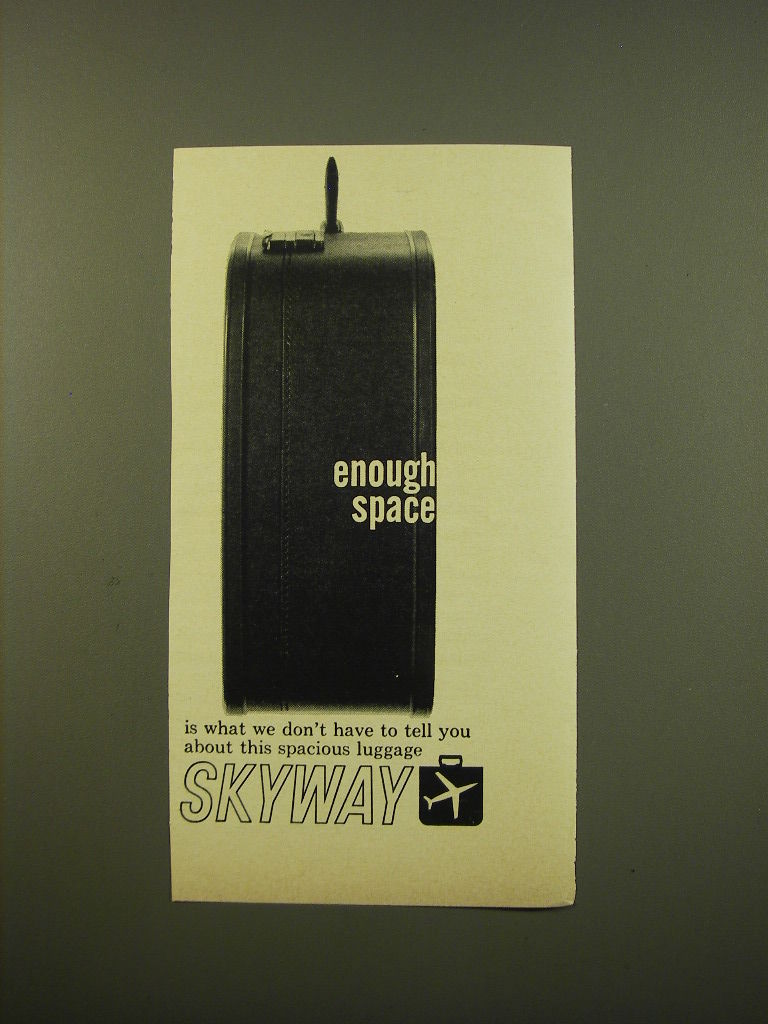 enough
space
is what we don't have to tell you
about this spacious luggage
SKYWAY